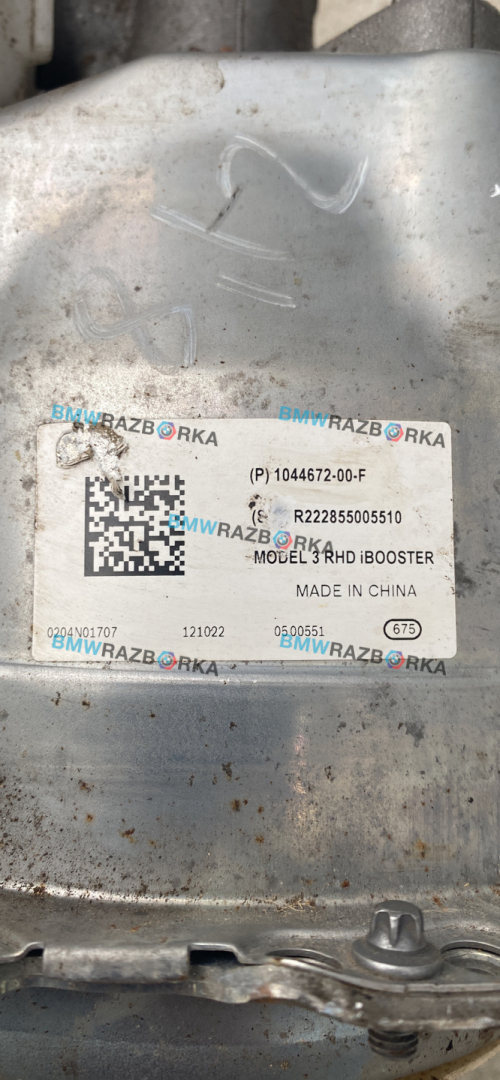 BMWRAZBORKA
BMWRAZBORKA
(P) 1044672-00-F
(S R222855005510
BMWRAZBORKA
MODEL 3 RHD iBOOSTER
MADE IN CHINA
0204N01707 121022 0500551 675
BMWRAZBORKA
BMWRAZBORKA